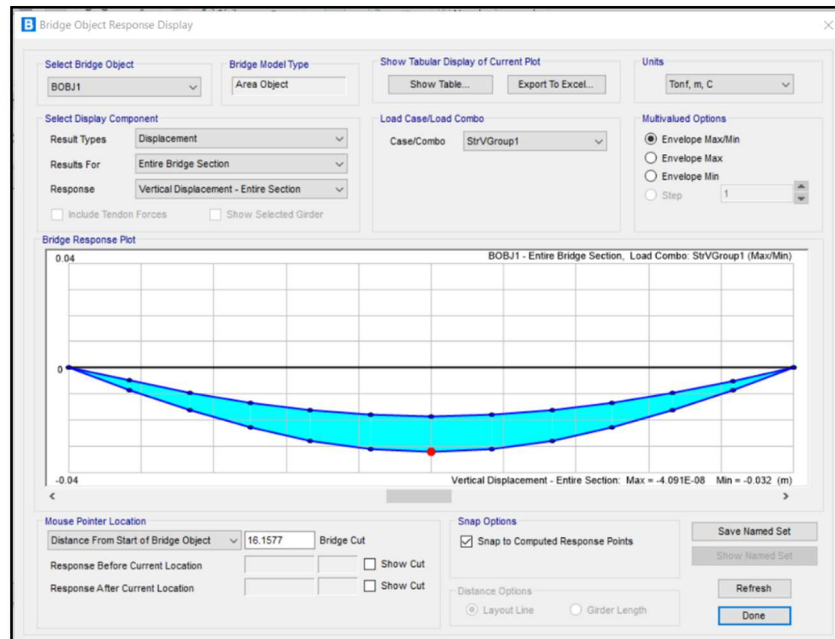 B Bridge Object Response Display
Select Bridge Object
BOBJ1
Bridge Model Type
Area Object
Show Tabular Display of Current Plot
Show Table...
Export To Excel...
Units
Tonf, m, C
Select Display Component
Result Types
Displacement
Results For
Entire Bridge Section
Response
Vertical Displacement - Entire Section
Include Tendon Forces
Show Selected Girder
Load Case/Load Combo
Case/Combo
StrVGroup1
Multivalued Options
Envelope Max/Min
Envelope Max
Envelope Min
Step
1
Bridge Response Plot
0.04
BOBJ1 - Entire Bridge Section, Load Combo: StrVGroup1 (Max/Min)
0
-0.04
Vertical Displacement - Entire Section: Max = -4.091E-08 Min = -0.032 (m)
Mouse Pointer Location
Distance From Start of Bridge Object
16.1577
Bridge Cut
Response Before Current Location
Show Cut
Response After Current Location
Show Cut
Snap Options
Snap to Computed Response Points
Distance Options
Layout Line
Girder Length
Save Named Set
Show Named Set
Refresh
Done